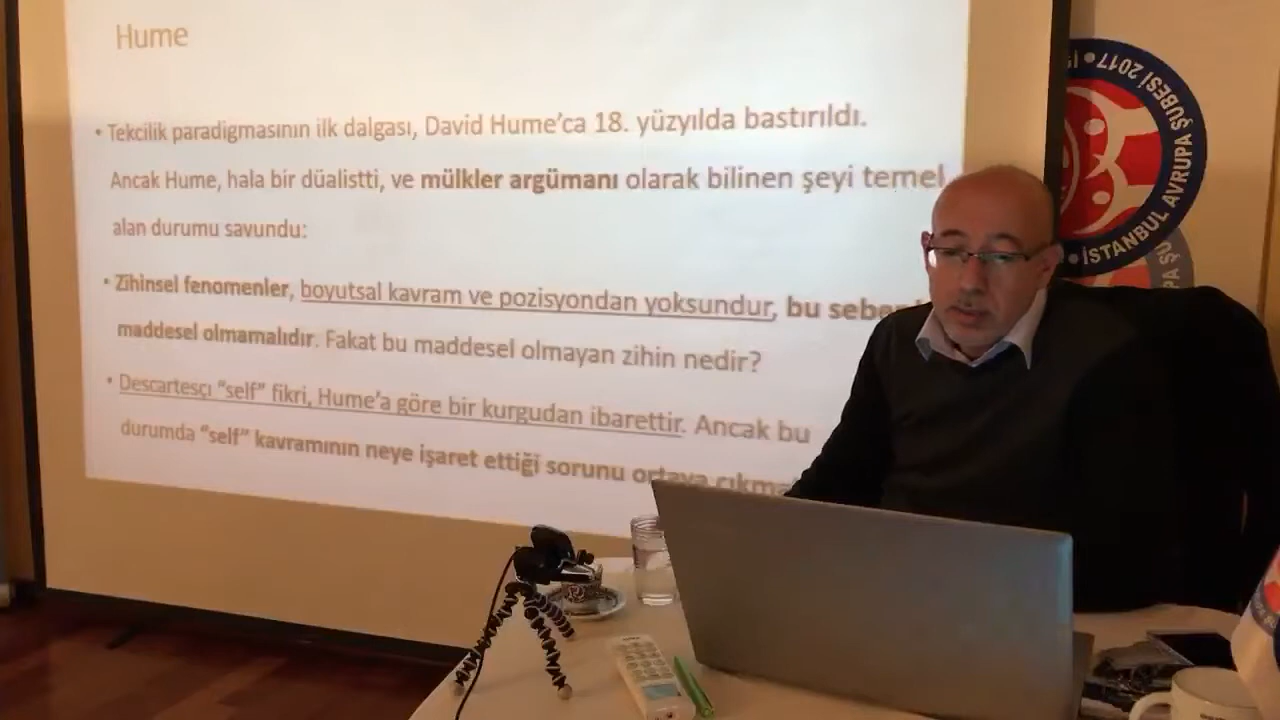 Hume
• Tekcilik paradigmasının ilk dalgası, David Hume’ca 18. yüzyılda bastırıldı.
Ancak Hume, hala bir düalistti, ve mülkler argümanı olarak bilinen şeyi temel
alan durumu savundu:
• Zihinsel fenomenler, boyutsal kavram ve pozisyondan yoksundur, bu
maddesel olmamalıdır. Fakat bu maddesel olmayan zihin nedir?
• Descartesçı “self” fikri, Hume’a göre bir kurgudan ibarettir. Ancak bu
durumda “self” kavramının neye işaret ettiği sorunu ortaya
• İSTANBUL AVRUPA ŞUBESİ 2017 •